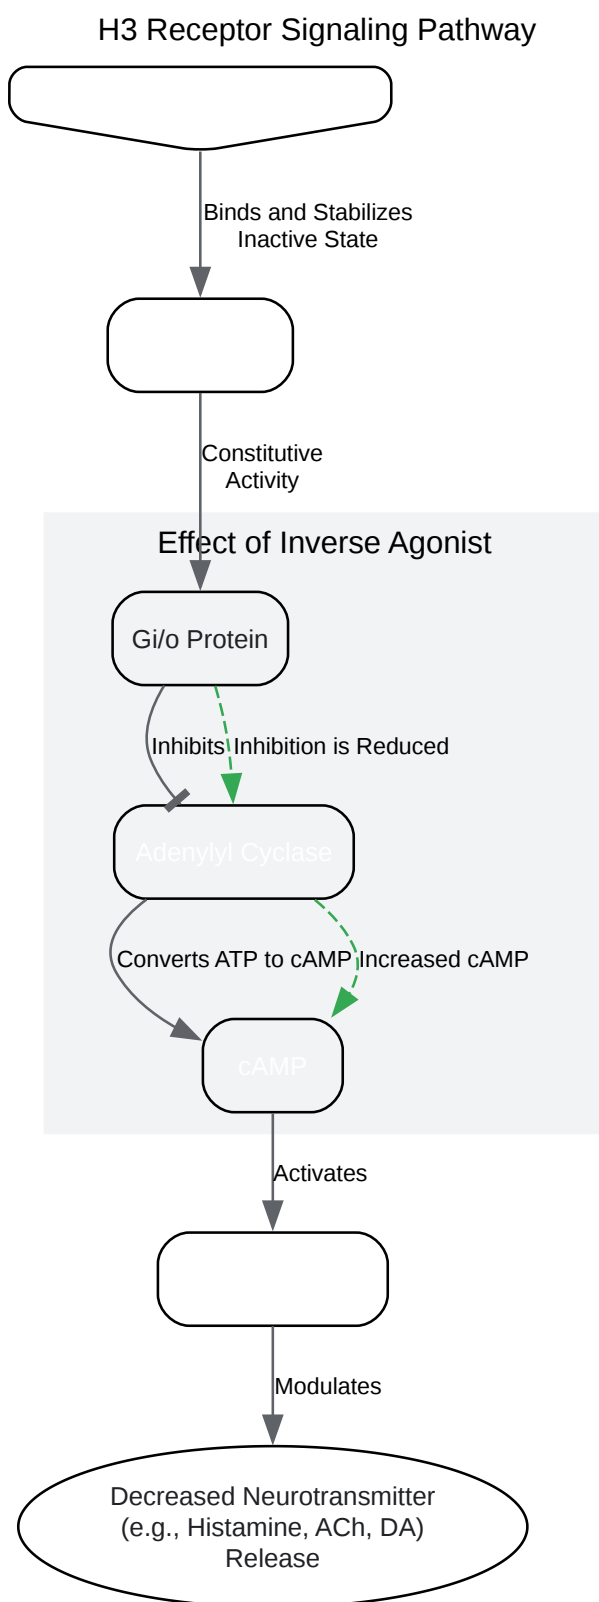 H3 Receptor Signaling Pathway
Binds and Stabilizes
Inactive State
Constitutive
Activity
Effect of Inverse Agonist
Gi/o Protein
Inhibits
Inhibition is Reduced
Adenylyl Cyclase
Converts ATP to cAMP
Increased cAMP
cAMP
Activates
Modulates
Decreased Neurotransmitter
(e.g., Histamine, ACh, DA)
Release